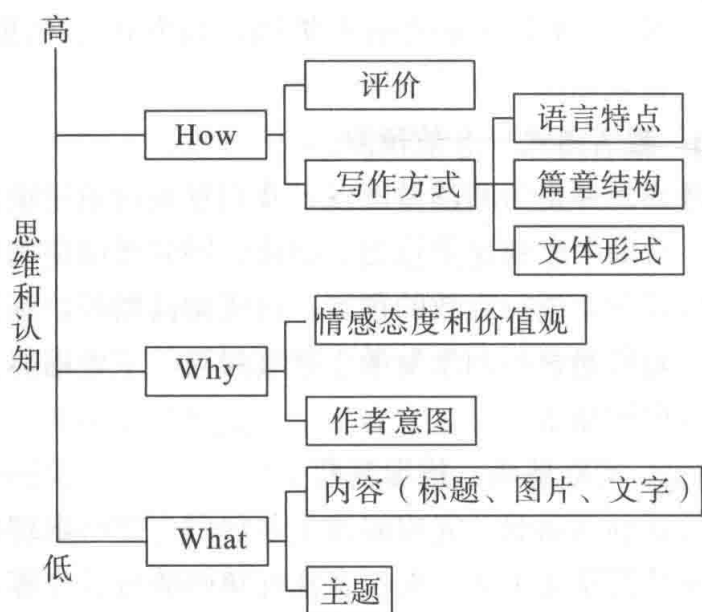 高
评价
How
语言特点
写作方式
篇章结构
文体形式
思维和认知
情感态度和价值观
Why
作者意图
内容（标题、图片、文字）
What
主题
低